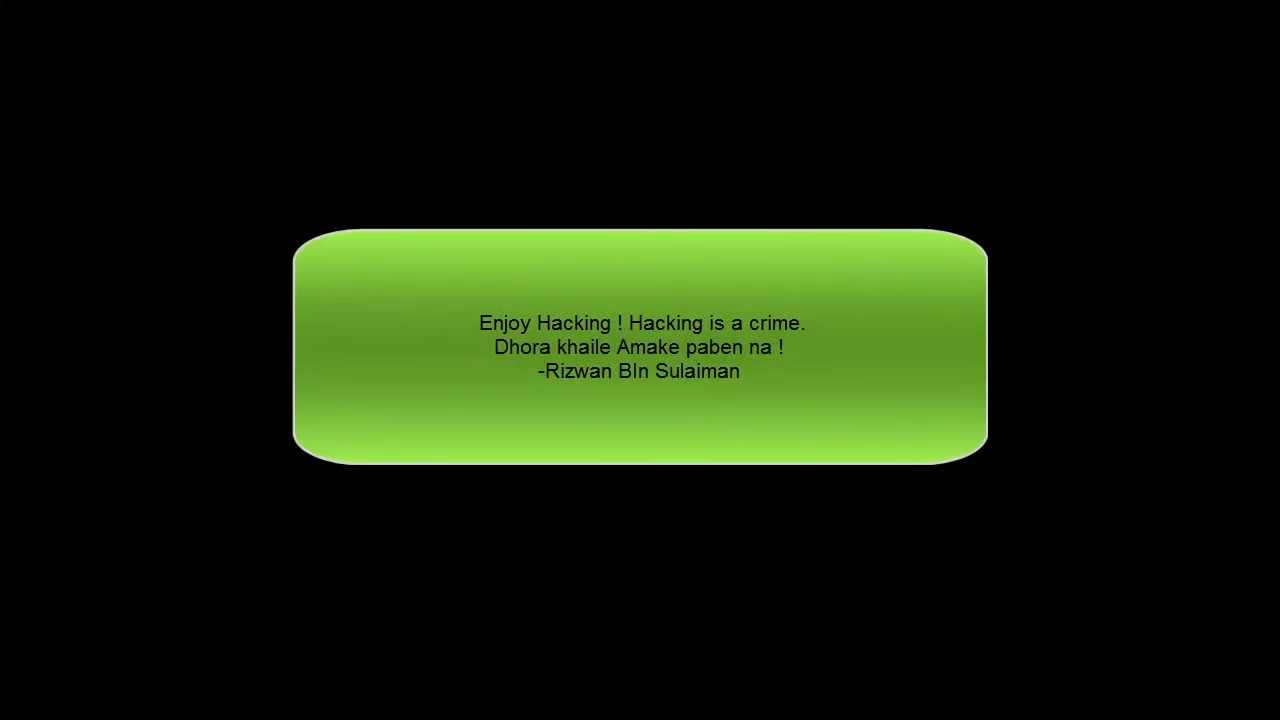 Enjoy Hacking ! Hacking is a crime.
Dhora khaile Amake paben na !
-Rizwan BIn Sulaiman